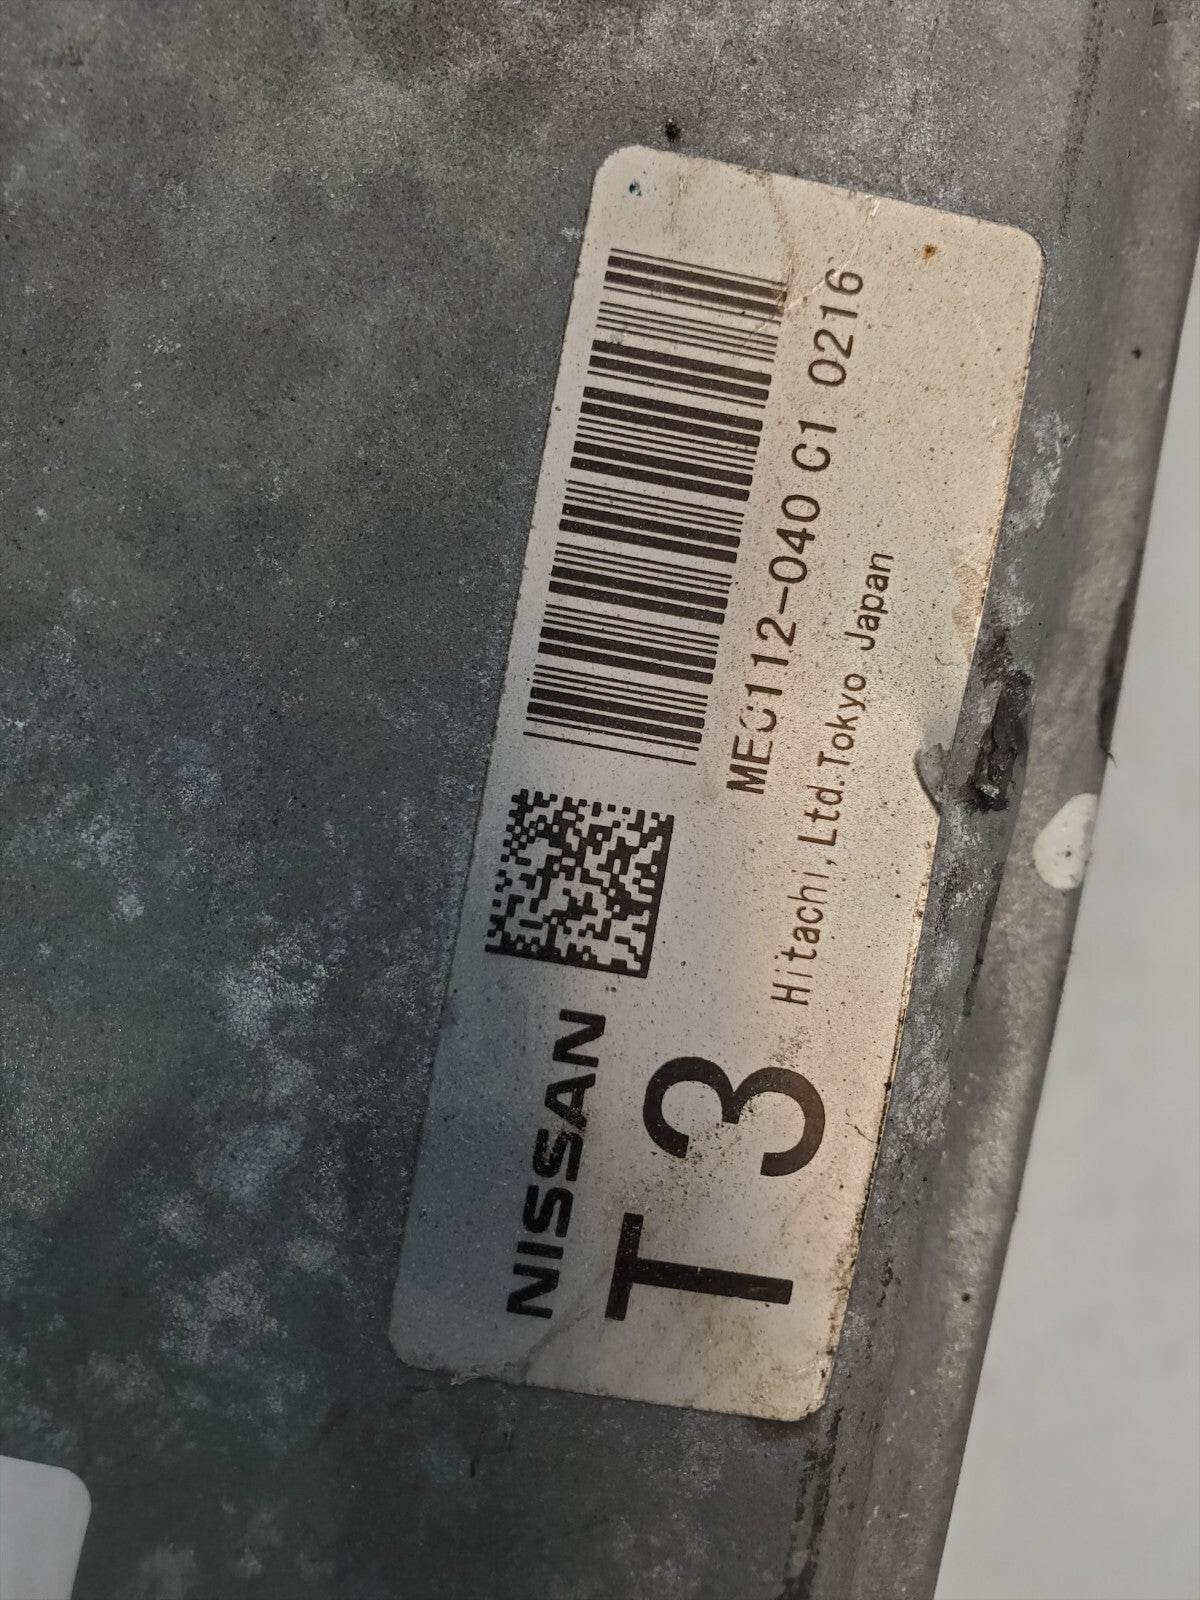 NISSAN
T3
MEC112-040 C1 0216
Hitachi,Ltd.Tokyo Japan